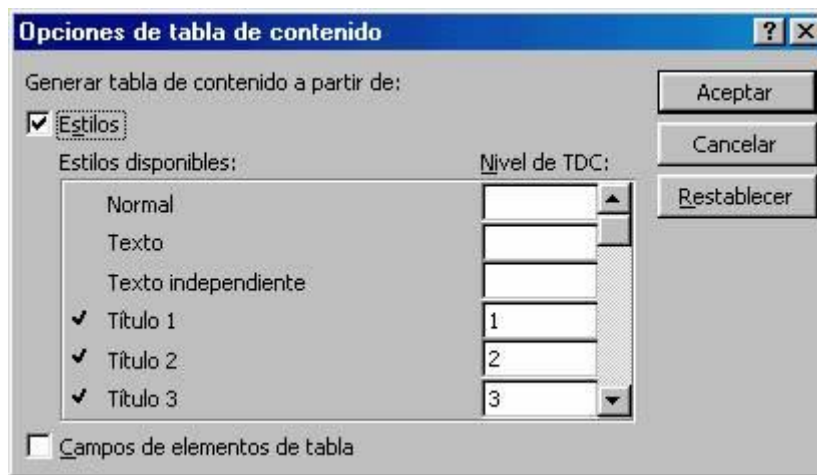 Opciones de tabla de contenido
Generar tabla de contenido a partir de:
Aceptar
Estilos
Cancelar
Estilos disponibles: Nivel de TDC:
Restablecer
Normal
Texto
Texto independiente
Título 1 1
Título 2 2
Título 3 3
Campos de elementos de tabla